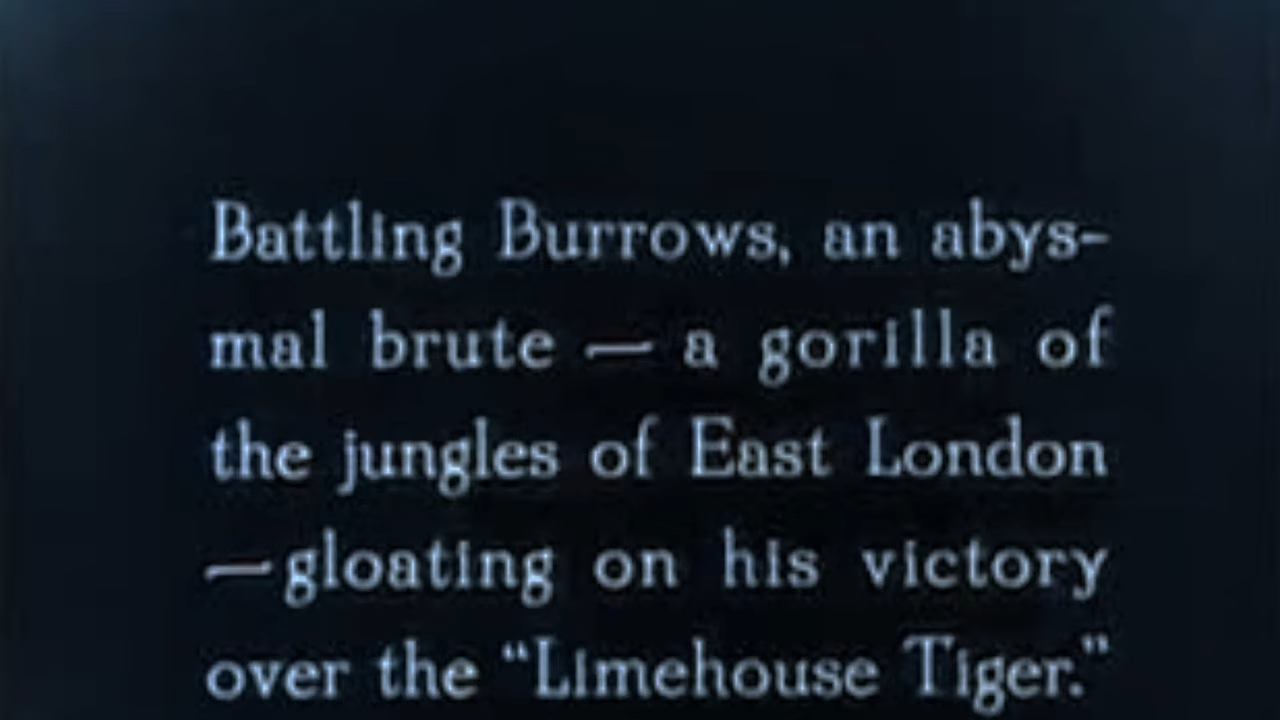 Battling Burrows, an abys-
mal brute — a gorilla of
the jungles of East London
—gloating on his victory
over the “Limehouse Tiger.”